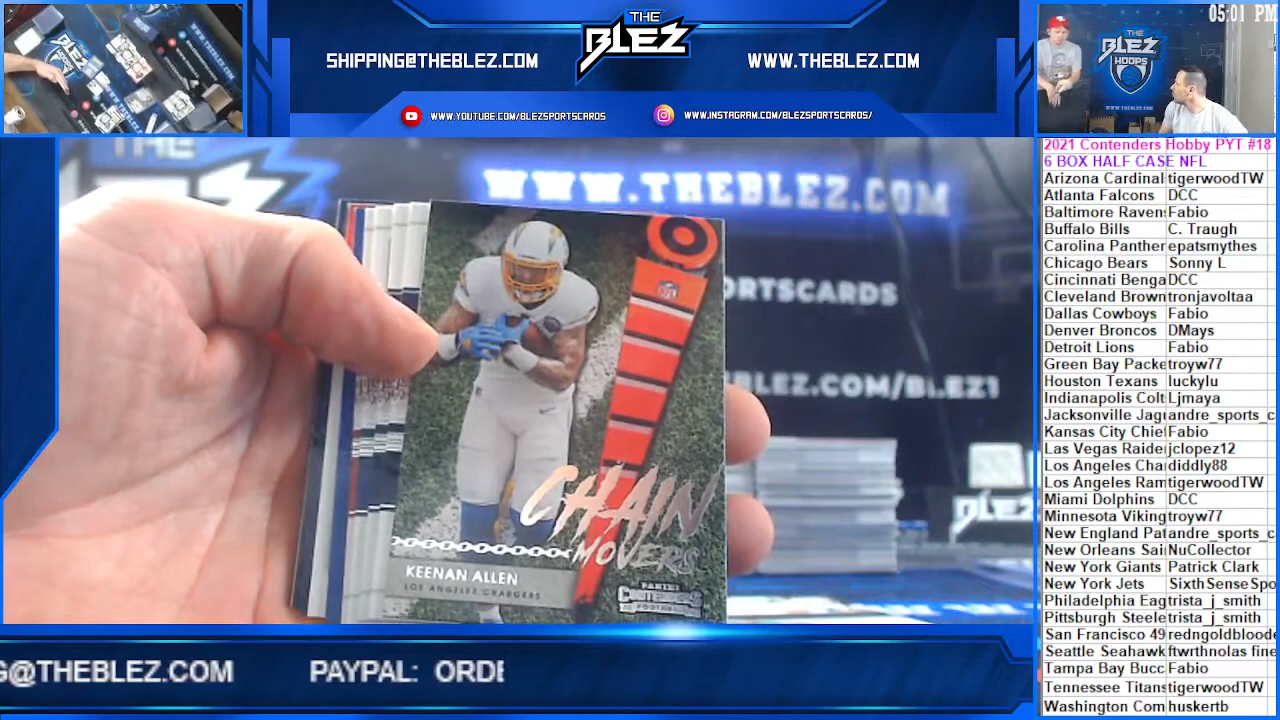 05:01 PM
THE
BLEZ
SHIPPING@THEBLEZ.COM
WWW.THEBLEZ.COM
WWW.YOUTUBE.COM/BLEZSPORTSCARDS
WWW.INSTAGRAM.COM/BLEZSPORTSCARDS/
THE
BLEZ
HOOPS
THE
WWW.THEBLEZ.COM
ORTSCARDS
BLEZ.COM/BLEZ1
BLEZ
NFL
CHAIN
MOVERS
KEENAN ALLEN
LOS ANGELES CHARGERS
PANINI
CONTENDERS
FOOTBALL
2021 Contenders Hobby PYT #18
6 BOX HALF CASE NFL
Arizona Cardinal tigerwoodTW
Atlanta Falcons DCC
Baltimore Raven Fabio
Buffalo Bills C. Traugh
Carolina Panther epatsmythes
Chicago Bears Sonny L
Cincinnati Benga DCC
Cleveland Brown tronjavoltaa
Dallas Cowboys Fabio
Denver Broncos DMays
Detroit Lions Fabio
Green Bay Packe troyw77
Houston Texans luckylu
Indianapolis Colt Ljmaya
Jacksonville Jagu andre_sports_c
Kansas City Chie Fabio
Las Vegas Raide jclopez12
Los Angeles Cha diddly88
Los Angeles Ram tigerwoodTW
Miami Dolphins DCC
Minnesota Viking troyw77
New England Pat andre_sports_c
New Orleans Sai NuCollector
New York Giants Patrick Clark
New York Jets SixthSenseSpo
Philadelphia Eag trista_j_smith
Pittsburgh Steele trista_j_smith
San Francisco 49 redngoldbloode
Seattle Seahawk ftwrthnolas fine
Tampa Bay Bucc Fabio
Tennessee Titans tigerwoodTW
Washington Com huskertb
G@THEBLEZ.COM PAYPAL: ORDE